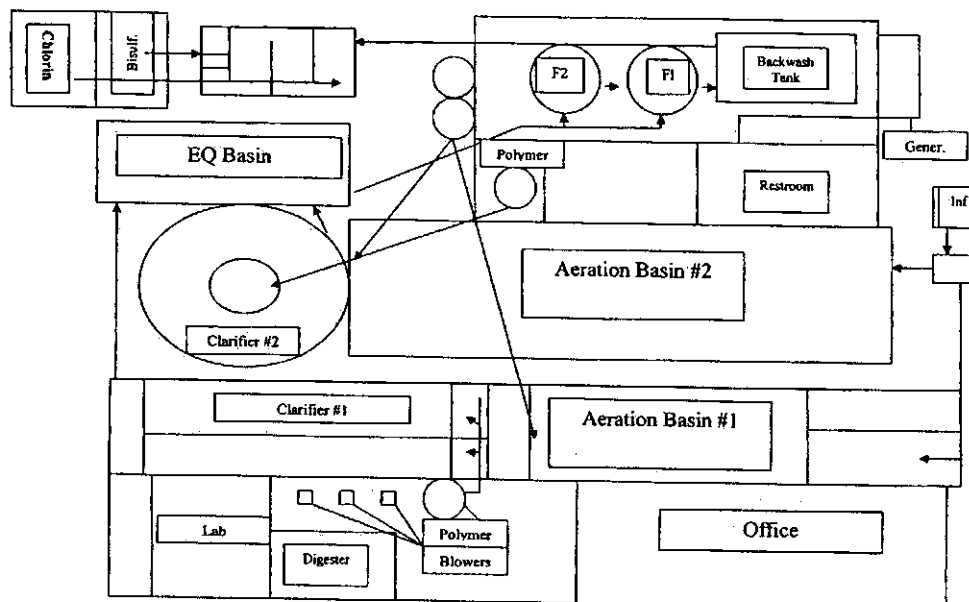 Chlorin
Bisulf.
F2
F1
Backwash
Tank
EQ Basin
Polymer
Gener.
Restroom
Inf
Aeration Basin #2
Clarifier #2
Clarifier #1
Aeration Basin #1
Lab
Digester
Polymer
Blowers
Office